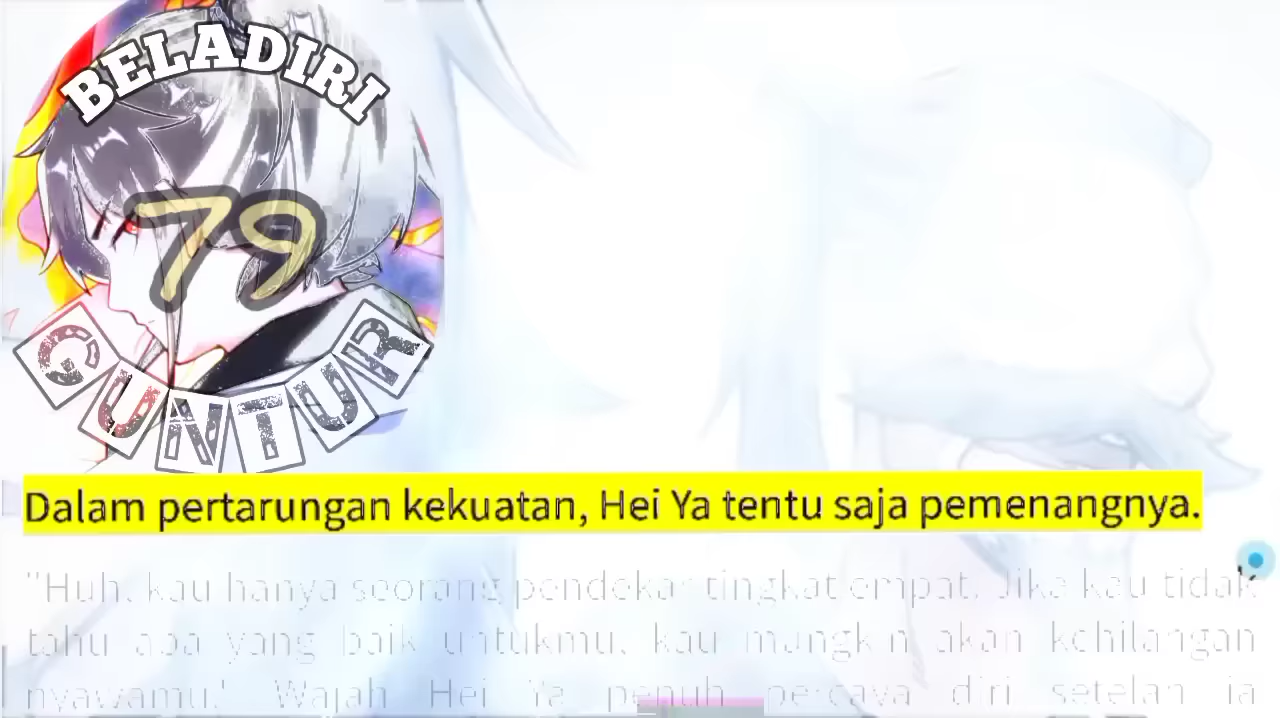 BELADIRI
79
GUNTUR
Dalam pertarungan kekuatan, Hei Ya tentu saja pemenangnya.
"Huh, kau hanya seorang pendekar tingkat empat. Jika kau tidak
tahu apa yang baik untukmu, kau mungkin akan kehilangan
nyawamu." Wajah Hei Ya penuh percaya diri setelah ia